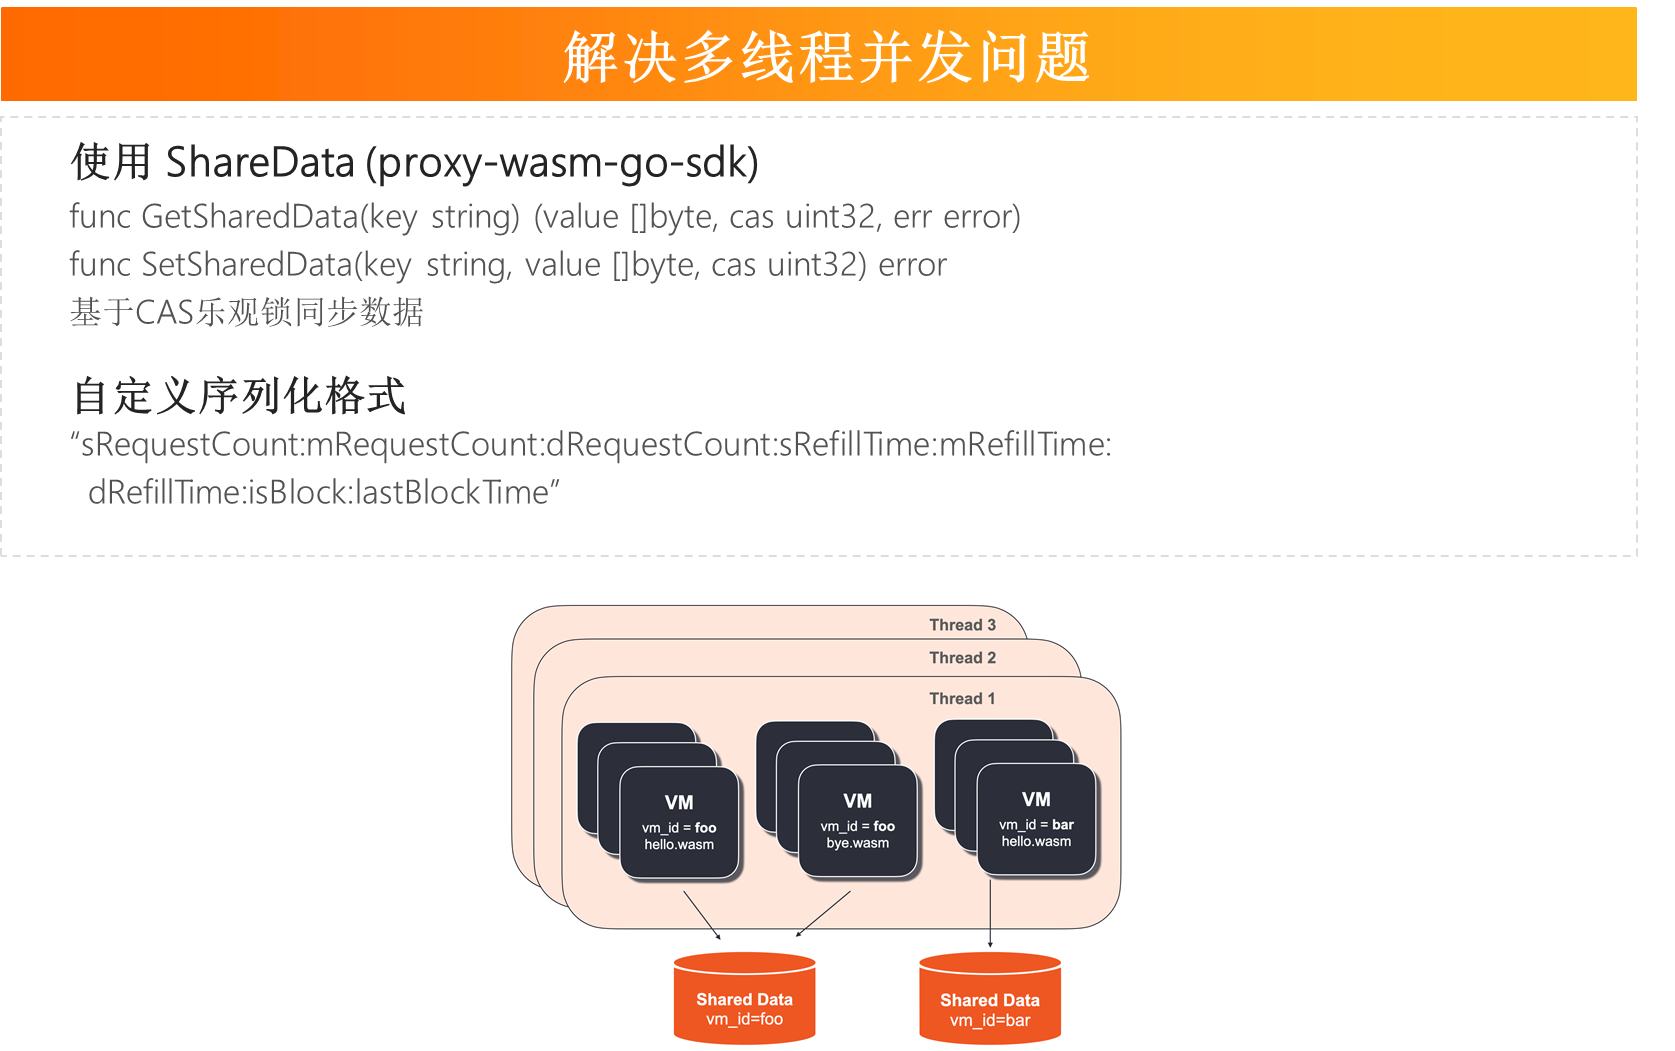 解决多线程并发问题
使用 ShareData (proxy-wasm-go-sdk)
func GetSharedData(key string) (value []byte, cas uint32, err error)
func SetSharedData(key string, value []byte, cas uint32) error
基于CAS乐观锁同步数据
自定义序列化格式
“sRequestCount:mRequestCount:dRequestCount:sRefillTime:mRefillTime:
dRefillTime:isBlock:lastBlockTime”
Thread 3
Thread 2
Thread 1
VM
vm_id = foo
hello.wasm
VM
vm_id = foo
bye.wasm
VM
vm_id = bar
hello.wasm
Shared Data
vm_id=foo
Shared Data
vm_id=bar